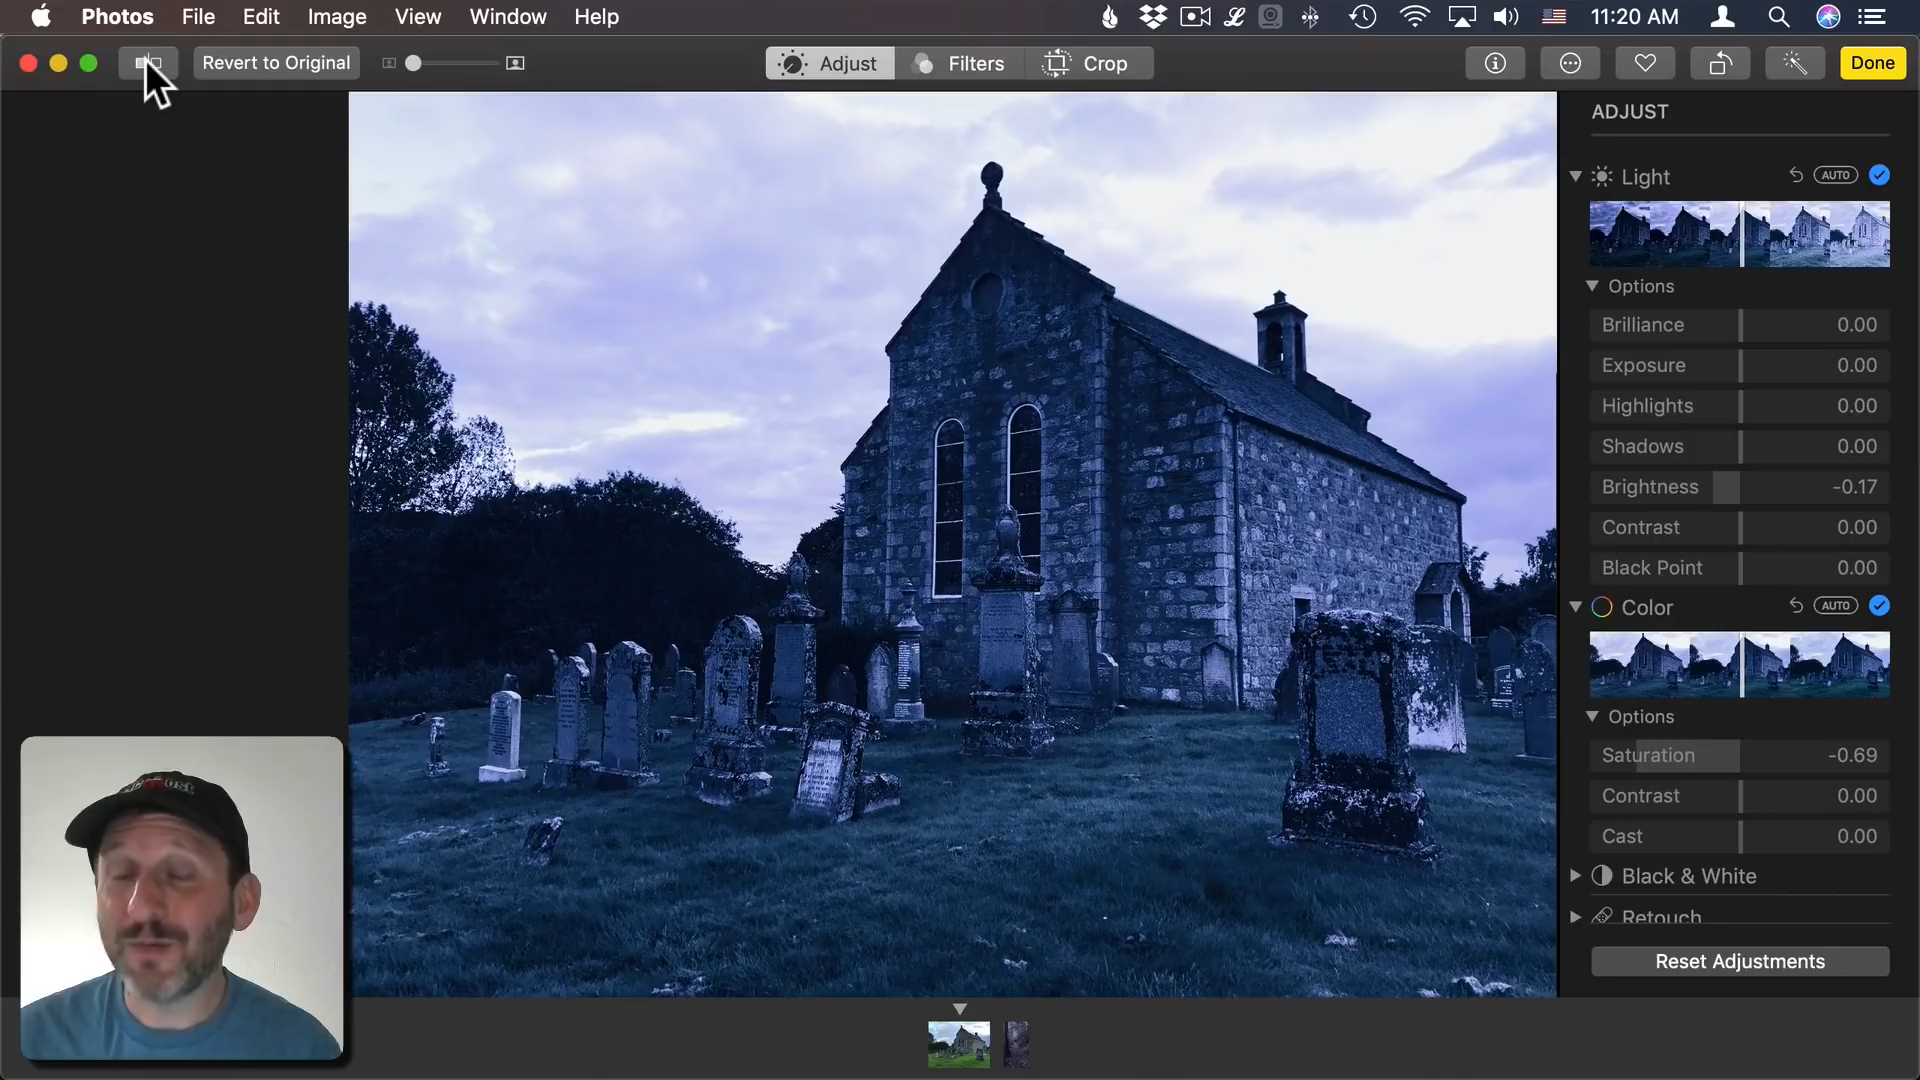 Photos File Edit Image View Window Help 11:20 AM
Revert to Original Adjust Filters Crop Done
ADJUST
Light AUTO
Options
Brilliance 0.00
Exposure 0.00
Highlights 0.00
Shadows 0.00
Brightness -0.17
Contrast 0.00
Black Point 0.00
Color AUTO
Options
Saturation -0.69
Contrast 0.00
Cast 0.00
Black & White
Retouch
Reset Adjustments